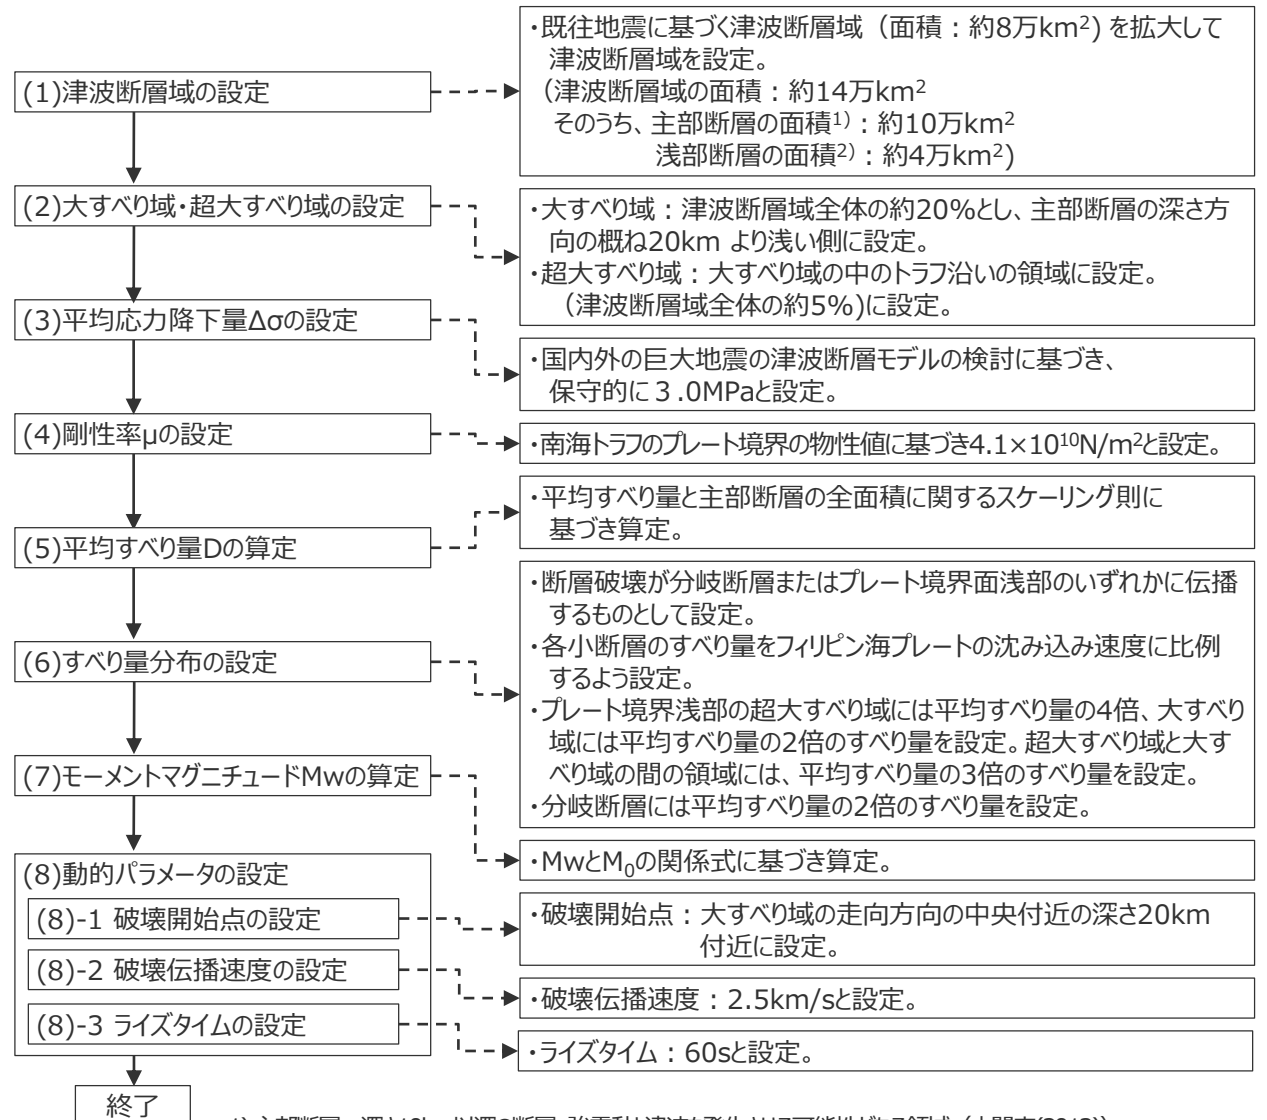 (1)津波断層域の設定
・既往地震に基づく津波断層域（面積：約8万km2) を拡大して
津波断層域を設定。
（津波断層域の面積：約14万km2
そのうち、主部断層の面積1)：約10万km2
浅部断層の面積2)：約4万km2)
(2)大すべり域・超大すべり域の設定
・大すべり域：津波断層域全体の約20%とし、主部断層の深さ方
向の概ね20km より浅い側に設定。
・超大すべり域：大すべり域の中のトラフ沿いの領域に設定。
（津波断層域全体の約5%)に設定。
(3)平均応力降下量Δσの設定
・国内外の巨大地震の津波断層モデルの検討に基づき、
保守的に３.0MPaと設定。
(4)剛性率μの設定
・南海トラフのプレート境界の物性値に基づき4.1×1010N/m2と設定。
(5)平均すべり量Dの算定
・平均すべり量と主部断層の全面積に関するスケーリング則に
基づき算定。
(6)すべり量分布の設定
・断層破壊が分岐断層またはプレート境界面浅部のいずれかに伝播
するものとして設定。
・各小断層のすべり量をフィリピン海プレートの沈み込み速度に比例
するよう設定。
・プレート境界浅部の超大すべり域には平均すべり量の4倍、大すべり
域には平均すべり量の2倍のすべり量を設定。超大すべり域と大す
べり域の間の領域には、平均すべり量の3倍のすべり量を設定。
・分岐断層には平均すべり量の2倍のすべり量を設定。
(7)モーメントマグニチュードMwの算定
・MwとM0の関係式に基づき算定。
(8)動的パラメータの設定
(8)-1 破壊開始点の設定
・破壊開始点：大すべり域の走向方向の中央付近の深さ20km
付近に設定。
(8)-2 破壊伝播速度の設定
・破壊伝播速度：2.5km/sと設定。
(8)-3 ライズタイムの設定
・ライズタイム：60sと設定。
終了